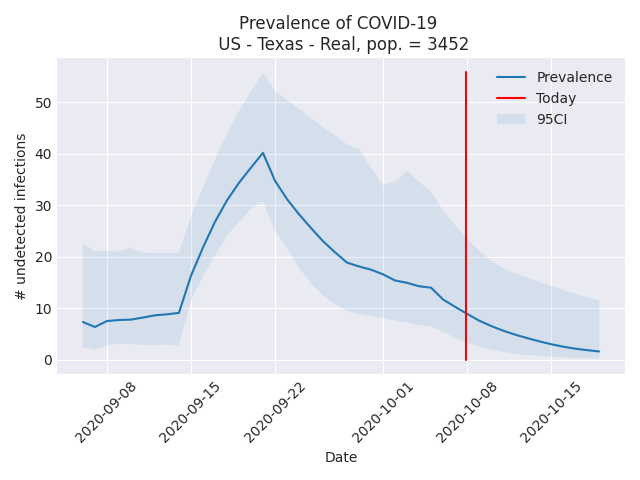 Prevalence of COVID-19
US - Texas - Real, pop. = 3452
Prevalence
Today
95CI
# undetected infections
50
40
30
20
10
0
2020-09-08
2020-09-15
2020-09-22
2020-10-01
2020-10-08
2020-10-15
Date